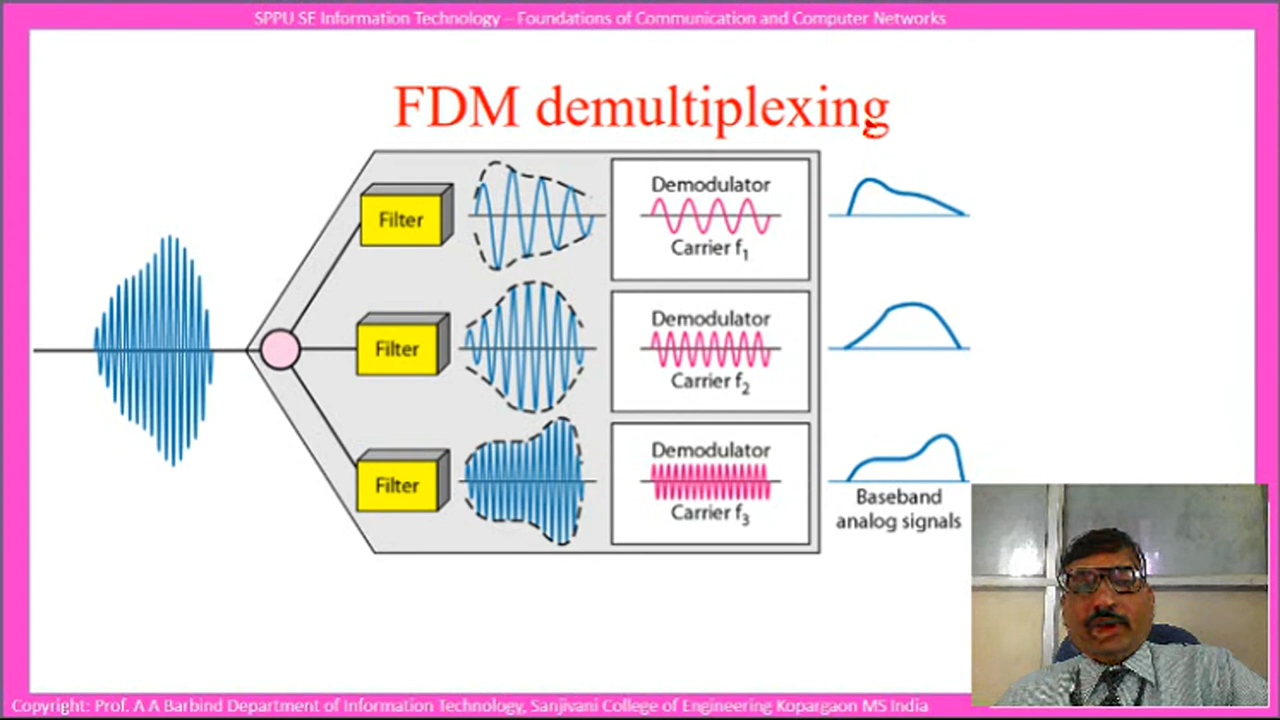 SPPU SE Information Technology – Foundations of Communication and Computer Networks
FDM demultiplexing
Filter
Demodulator
Carrier f1
Filter
Demodulator
Carrier f2
Filter
Demodulator
Carrier f3
Baseband
analog signals
Copyright: Prof. A A Barbind Department of Information Technology, Sanjivani College of Engineering Kopargaon MS India